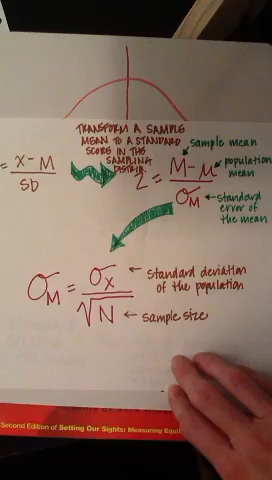 TRANSFORM A SAMPLE
MEAN TO A STANDARD
SCORE IN THE
SAMPLING
DISTRIB.
= X - M / SD
Z = M - μ / σM
sample mean
population
mean
standard
error of
the mean
σM = σX / √N
standard deviation
of the population
sample size
Second Edition of Setting Our Sights: Measuring Equi